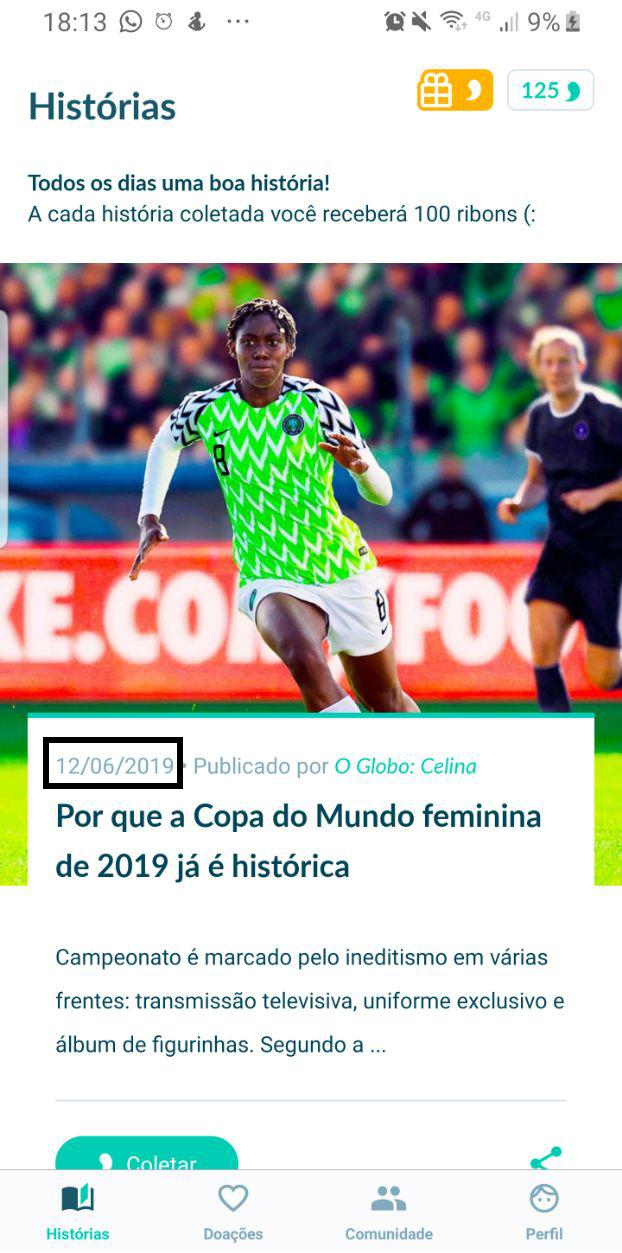 18:13
4G
9%
Histórias
125
Todos os dias uma boa história!
A cada história coletada você receberá 100 ribons (:
8
KE.COM
FOO
8
12/06/2019 • Publicado por O Globo: Celina
Por que a Copa do Mundo feminina
de 2019 já é histórica
Campeonato é marcado pelo ineditismo em várias
frentes: transmissão televisiva, uniforme exclusivo e
álbum de figurinhas. Segundo a ...
Coletar
Histórias
Doações
Comunidade
Perfil